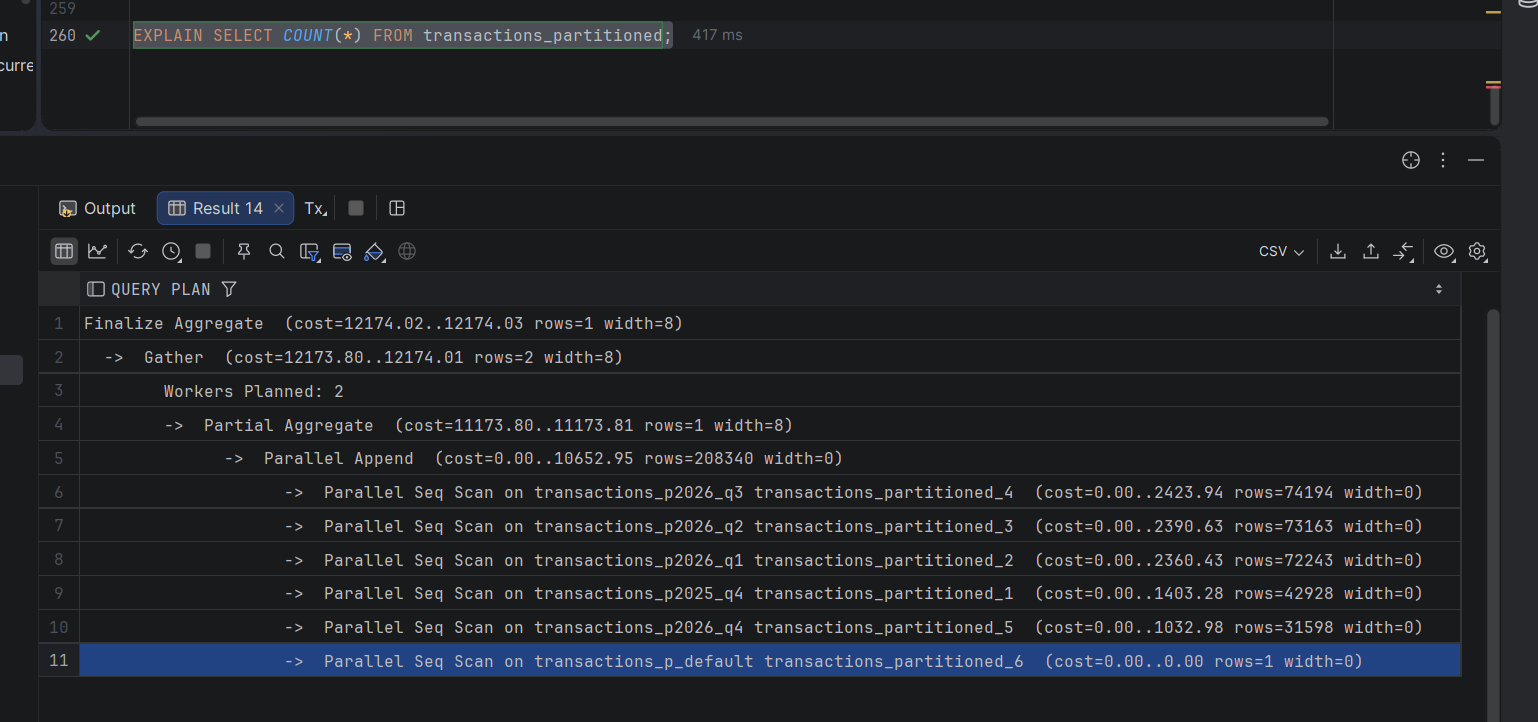 259
n
260 EXPLAIN SELECT COUNT(*) FROM transactions_partitioned; 417 ms
curre
Output Result 14 Tx
CSV
QUERY PLAN
1 Finalize Aggregate (cost=12174.02..12174.03 rows=1 width=8)
2 -> Gather (cost=12173.80..12174.01 rows=2 width=8)
3 Workers Planned: 2
4 -> Partial Aggregate (cost=11173.80..11173.81 rows=1 width=8)
5 -> Parallel Append (cost=0.00..10652.95 rows=208340 width=0)
6 -> Parallel Seq Scan on transactions_p2026_q3 transactions_partitioned_4 (cost=0.00..2423.94 rows=74194 width=0)
7 -> Parallel Seq Scan on transactions_p2026_q2 transactions_partitioned_3 (cost=0.00..2390.63 rows=73163 width=0)
8 -> Parallel Seq Scan on transactions_p2026_q1 transactions_partitioned_2 (cost=0.00..2360.43 rows=72243 width=0)
9 -> Parallel Seq Scan on transactions_p2025_q4 transactions_partitioned_1 (cost=0.00..1403.28 rows=42928 width=0)
10 -> Parallel Seq Scan on transactions_p2026_q4 transactions_partitioned_5 (cost=0.00..1032.98 rows=31598 width=0)
11 -> Parallel Seq Scan on transactions_p_default transactions_partitioned_6 (cost=0.00..0.00 rows=1 width=0)